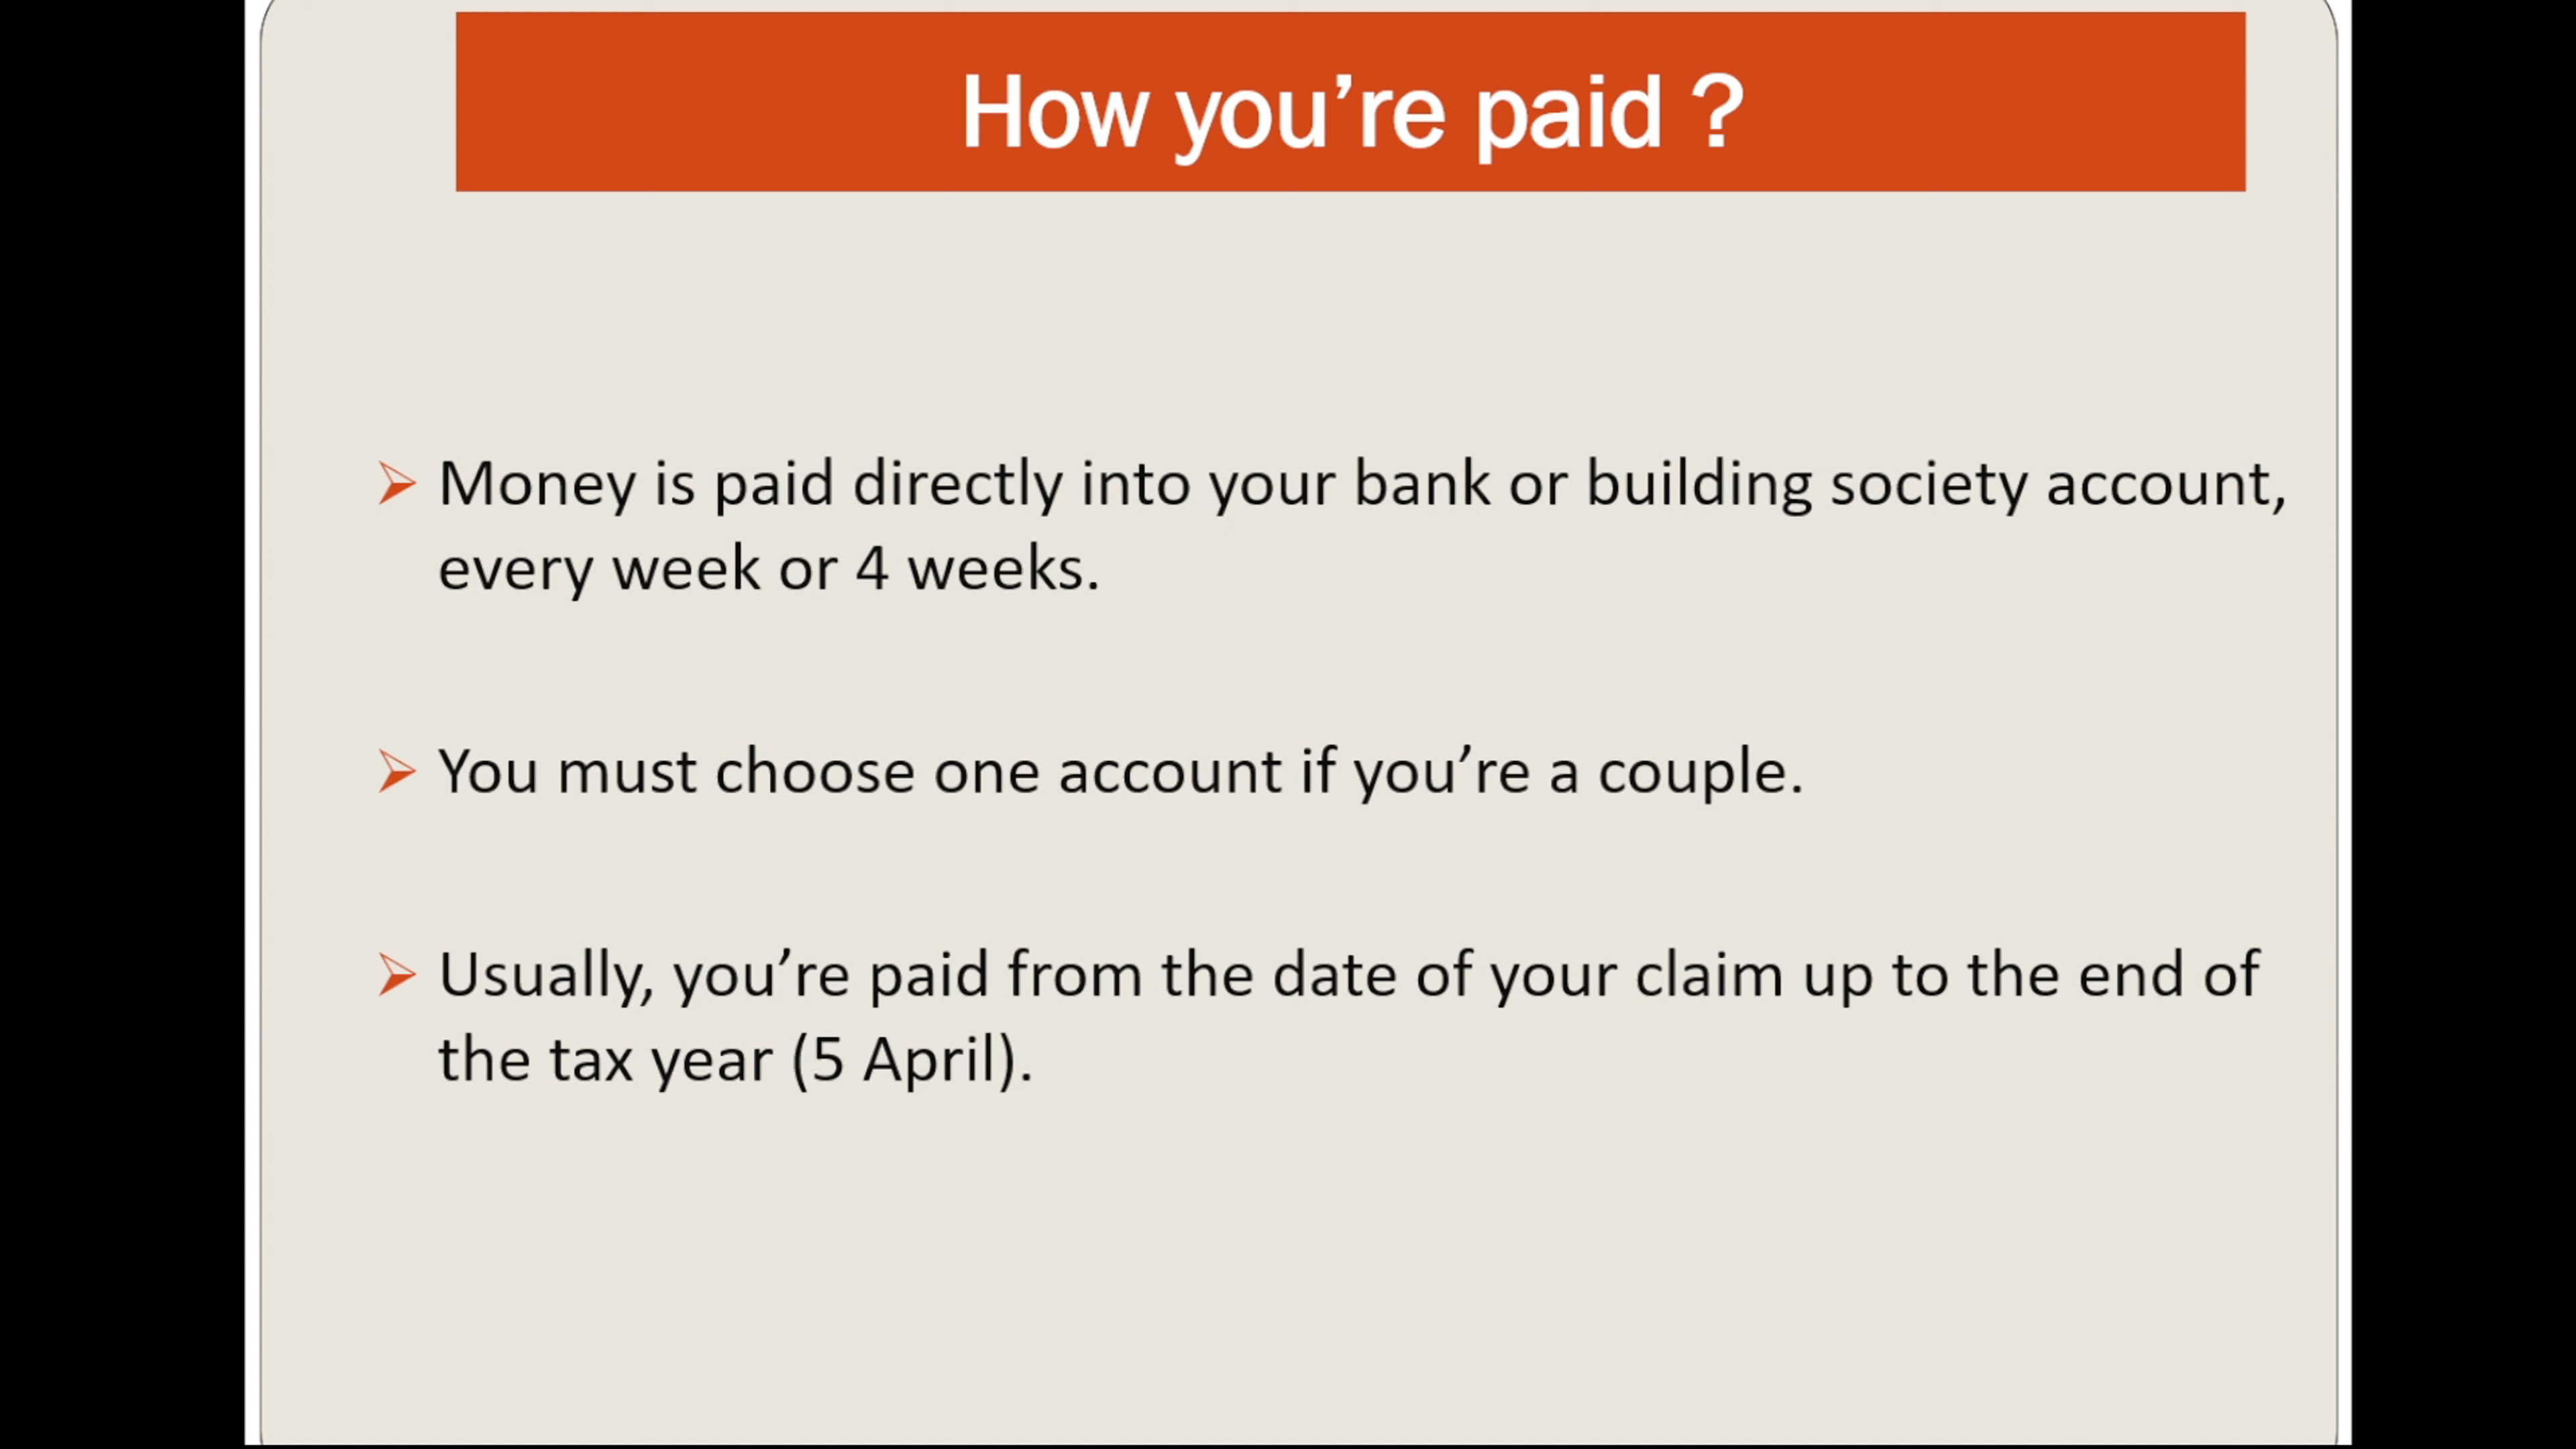 How you’re paid ?
Money is paid directly into your bank or building society account,
every week or 4 weeks.
You must choose one account if you’re a couple.
Usually, you’re paid from the date of your claim up to the end of
the tax year (5 April).